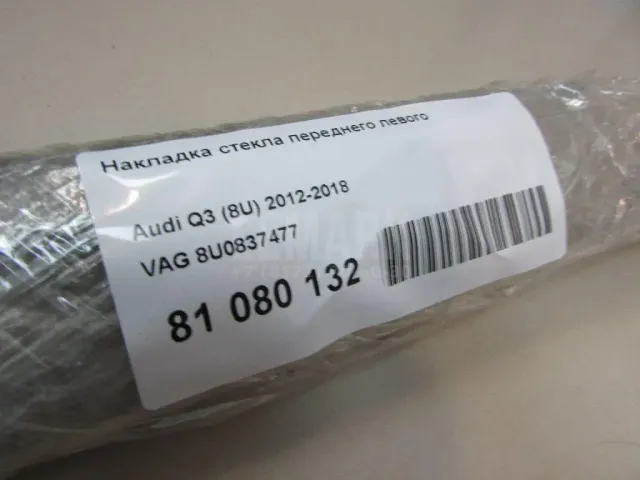 Накладка стекла переднего левого
Audi Q3 (8U) 2012-2018
VAG 8U0837477
81 080 132